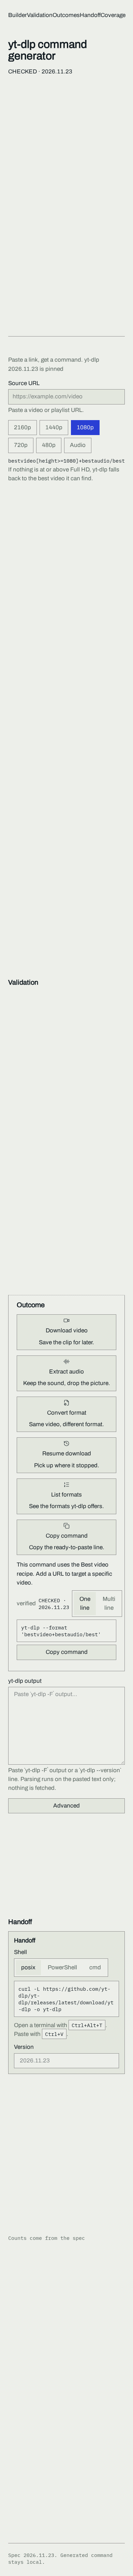 BuilderValidationOutcomesHandoffCoverage
yt-dlp command
generator
CHECKED · 2026.11.23
Paste a link, get a command. yt-dlp
2026.11.23 is pinned
Source URL
https://example.com/video
Paste a video or playlist URL.
2160p 1440p 1080p
720p 480p Audio
bestvideo[height>=1080]+bestaudio/best
If nothing is at or above Full HD, yt-dlp falls
back to the best video it can find.
Validation
Outcome
Download video
Save the clip for later.
Extract audio
Keep the sound, drop the picture.
Convert format
Same video, different format.
Resume download
Pick up where it stopped.
List formats
See the formats yt-dlp offers.
Copy command
Copy the ready-to-paste line.
This command uses the Best video
recipe. Add a URL to target a specific
video.
verified CHECKED · 2026.11.23 One line Multi line
yt-dlp --format
'bestvideo+bestaudio/best'
Copy command
yt-dlp output
Paste `yt-dlp -F` output...
Paste `yt-dlp -F` output or a `yt-dlp --version`
line. Parsing runs on the pasted text only;
nothing is fetched.
Advanced
Handoff
Handoff
Shell
posix PowerShell cmd
curl -L https://github.com/yt-
dlp/yt-
dlp/releases/latest/download/yt
-dlp -o yt-dlp
Open a terminal with Ctrl+Alt+T
Paste with Ctrl+V
Version
2026.11.23
Counts come from the spec
Spec 2026.11.23. Generated command
stays local.